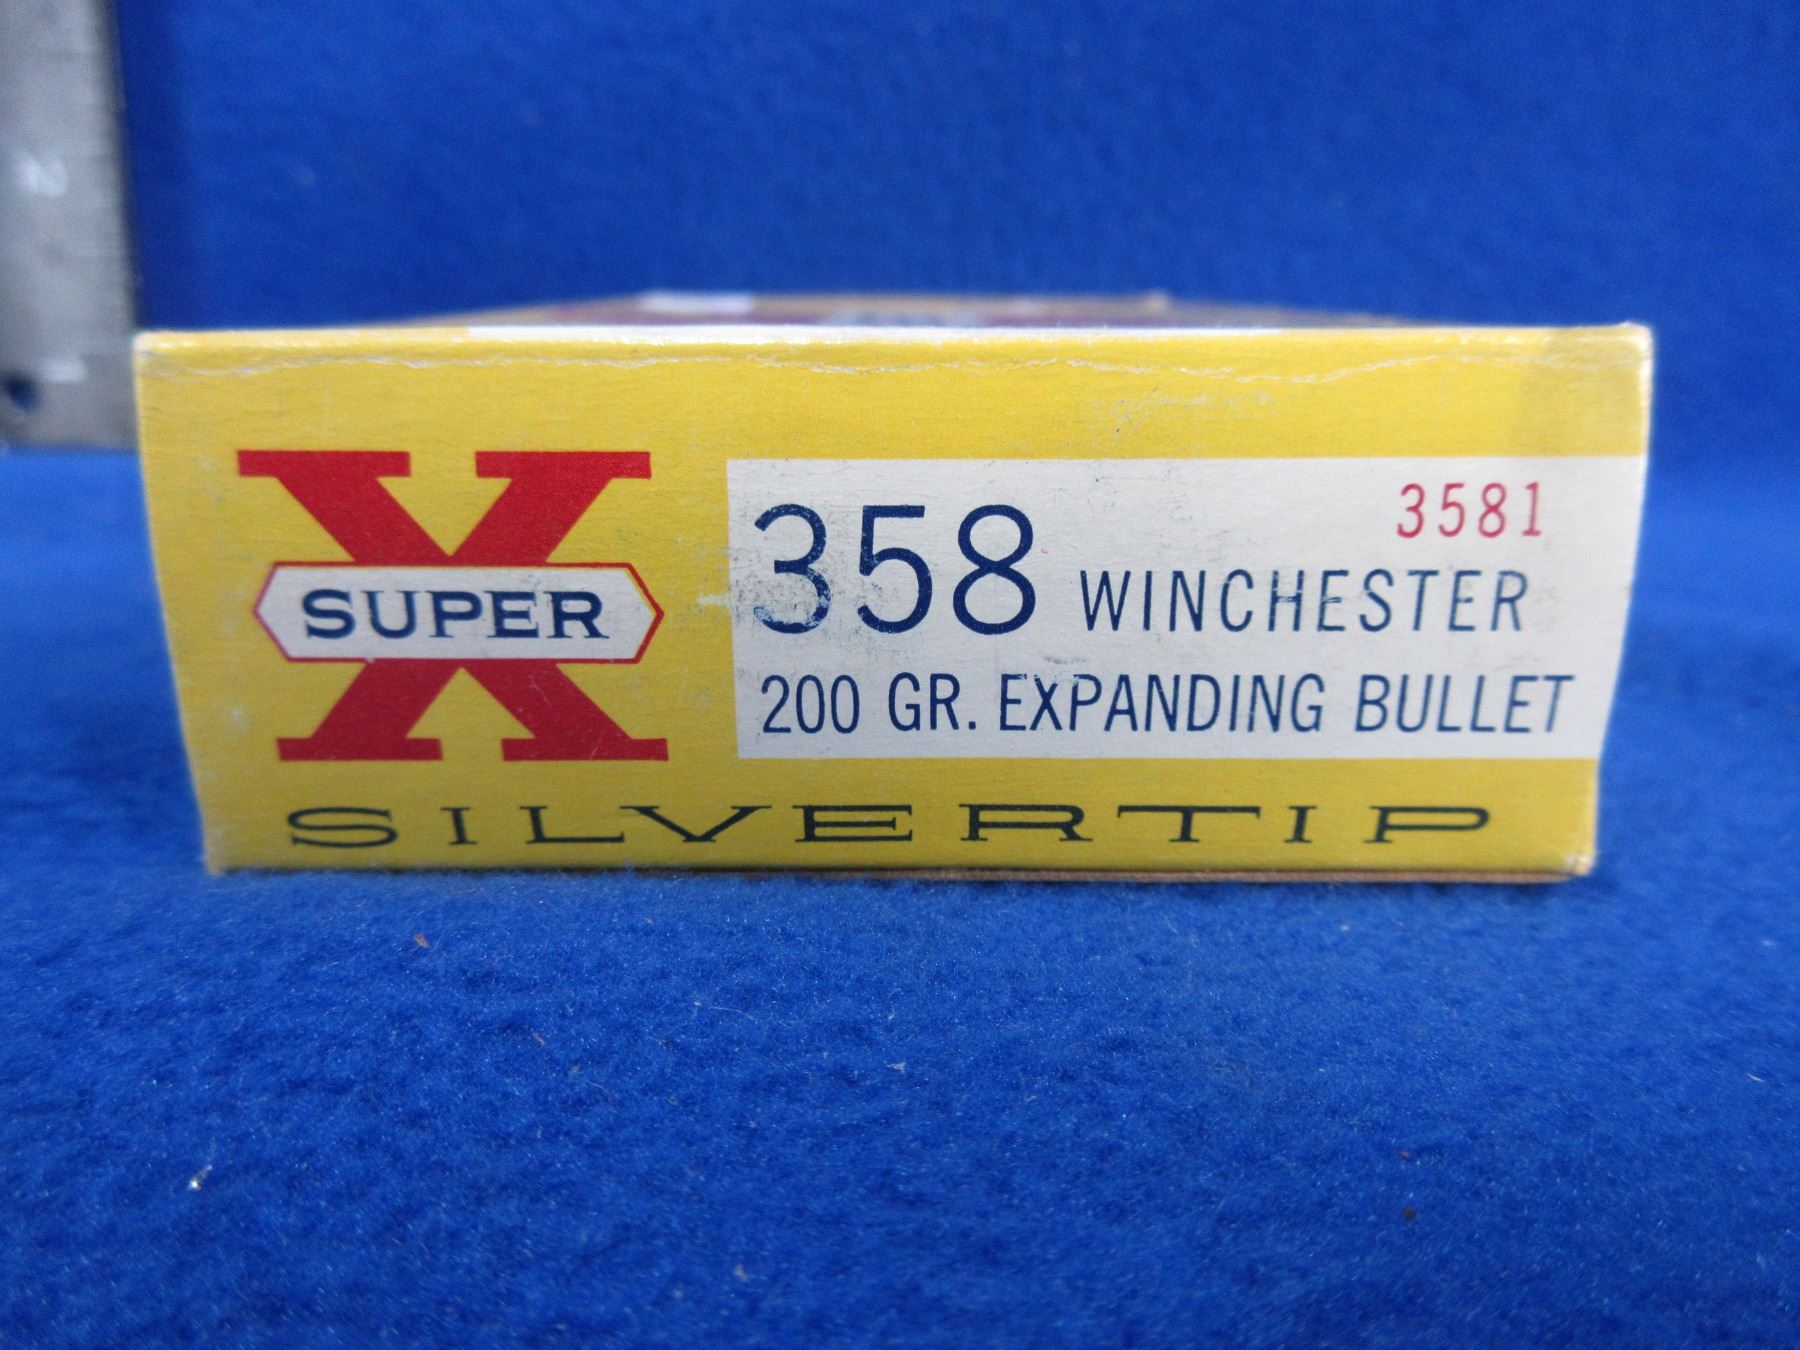 X
SUPER
3581
358 WINCHESTER
200 GR. EXPANDING BULLET
SILVERTIP